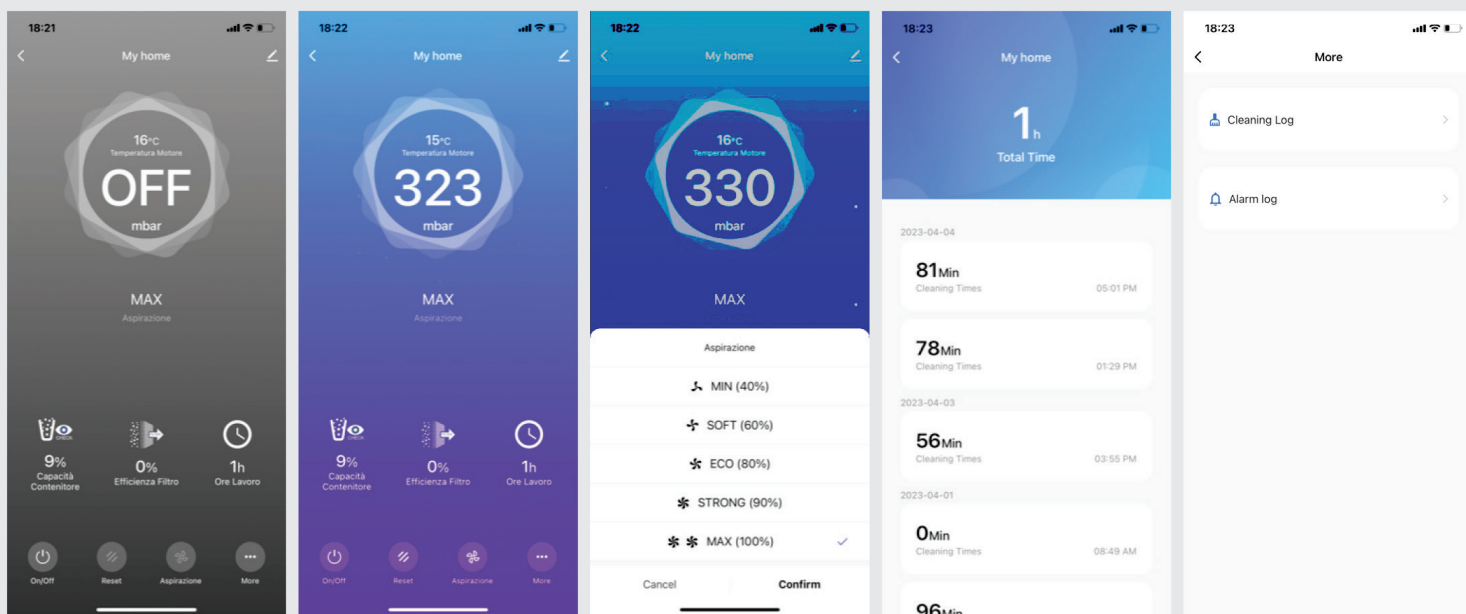 18:21
My home
16°C
Temperatura Motore
OFF
mbar
MAX
Aspirazione
CHECK
9%
Capacità
Contenitore
0%
Efficienza Filtro
1h
Ore Lavoro
On/Off
Reset
Aspirazione
More
18:22
My home
15°C
Temperatura Motore
323
mbar
MAX
Aspirazione
CHECK
9%
Capacità
Contenitore
0%
Efficienza Filtro
1h
Ore Lavoro
On/Off
Reset
Aspirazione
More
18:22
My home
16°C
Temperatura Motore
330
mbar
MAX
Aspirazione
MIN (40%)
SOFT (60%)
ECO (80%)
STRONG (90%)
MAX (100%)
Cancel
Confirm
18:23
My home
1h
Total Time
2023-04-04
81Min
Cleaning Times
05:01 PM
78Min
Cleaning Times
01:29 PM
2023-04-03
56Min
Cleaning Times
03:55 PM
2023-04-01
0Min
Cleaning Times
08:49 AM
96Min
18:23
More
Cleaning Log
Alarm log